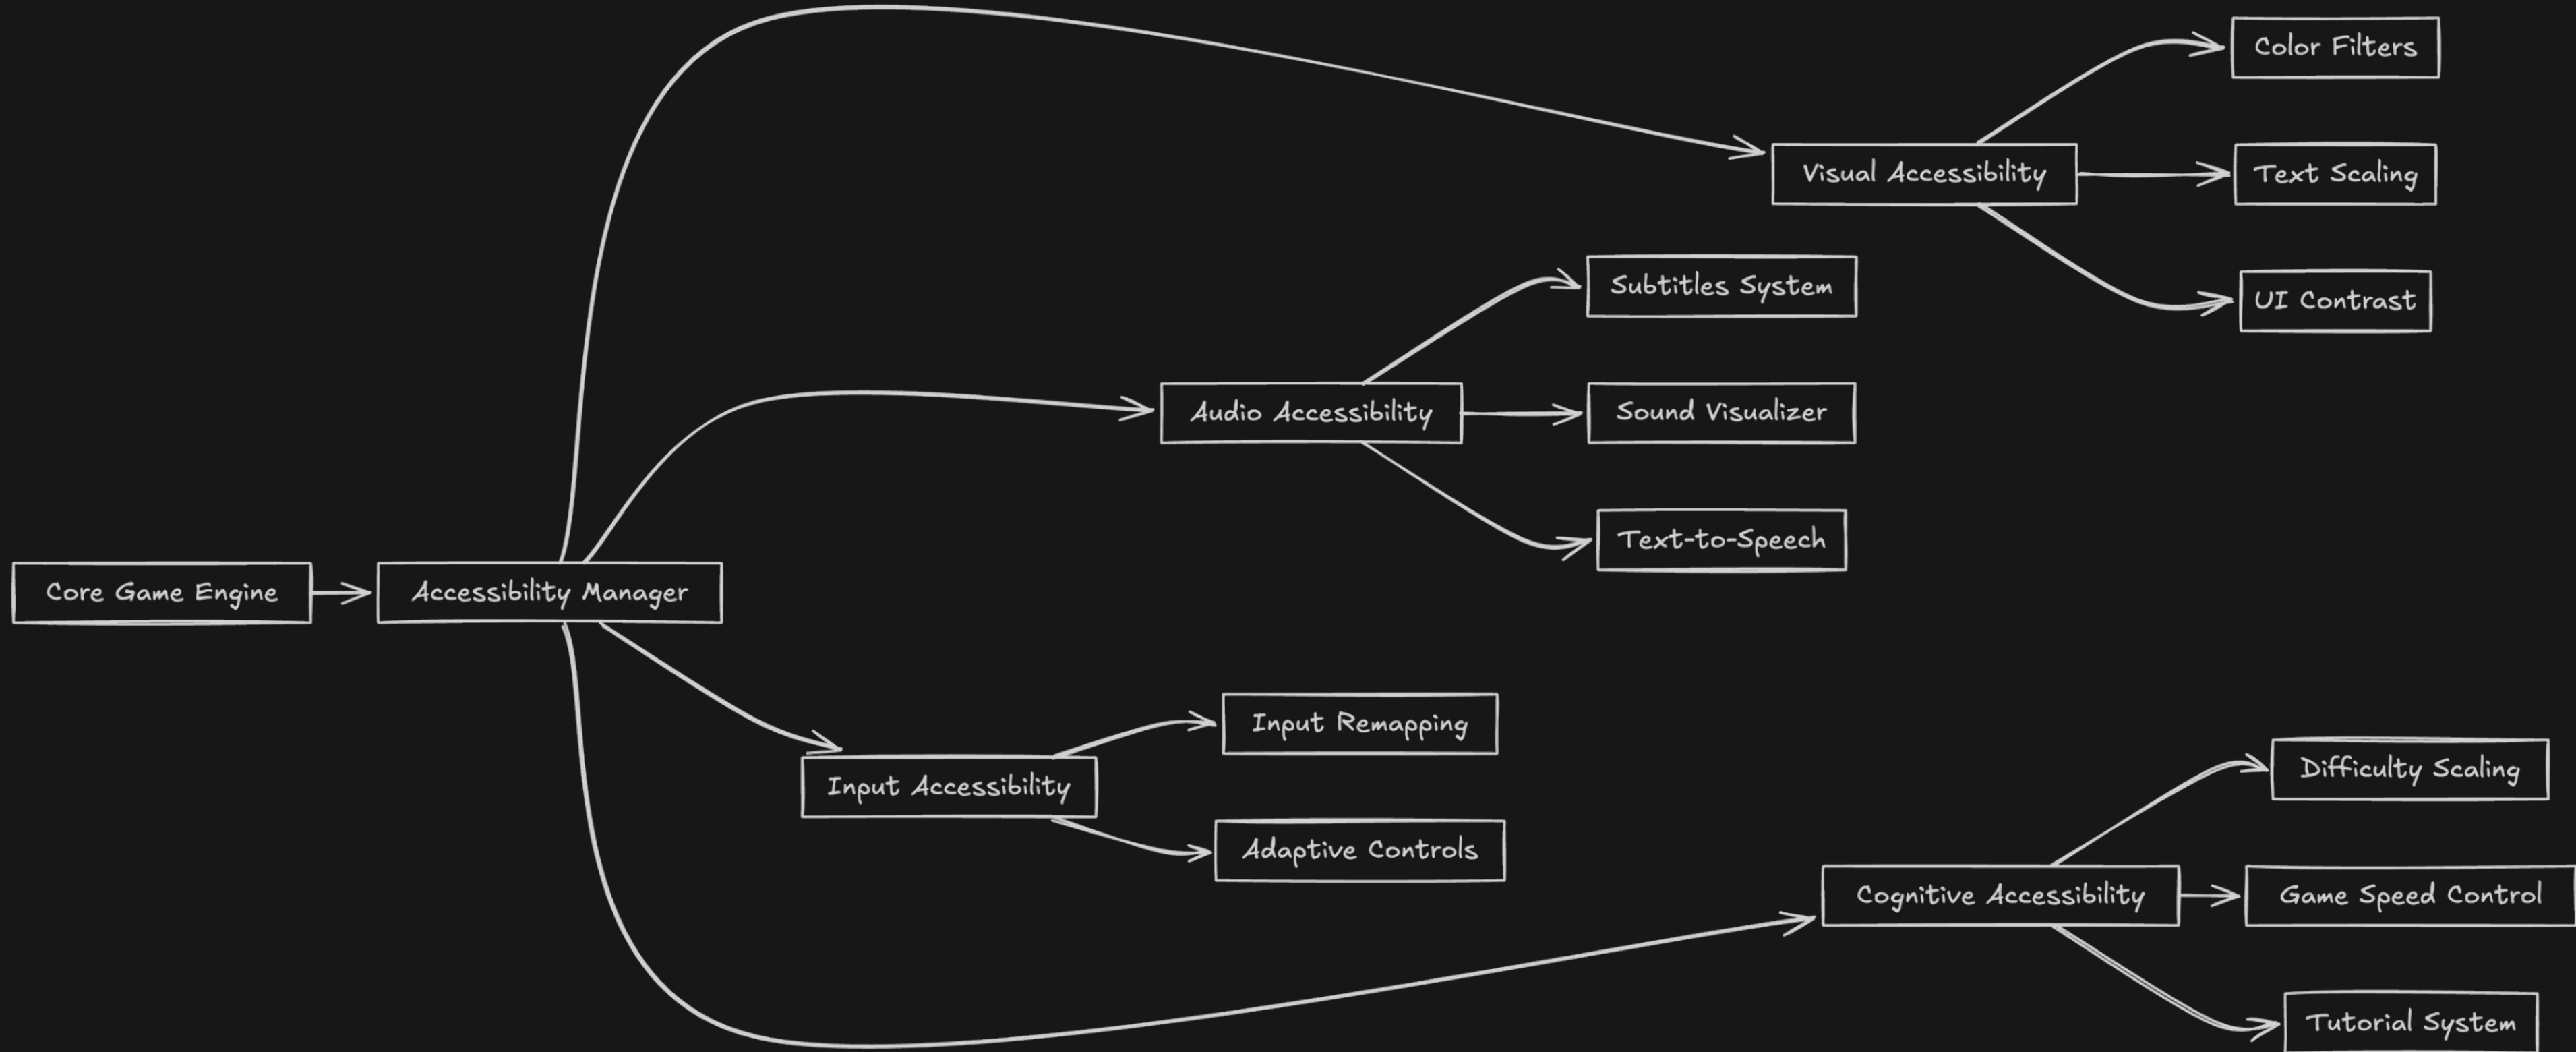 Color Filters
Visual Accessibility
Text Scaling
Subtitles System
UI Contrast
Audio Accessibility
Sound Visualizer
Text-to-Speech
Core Game Engine
Accessibility Manager
Input Remapping
Input Accessibility
Adaptive Controls
Difficulty Scaling
Cognitive Accessibility
Game Speed Control
Tutorial System